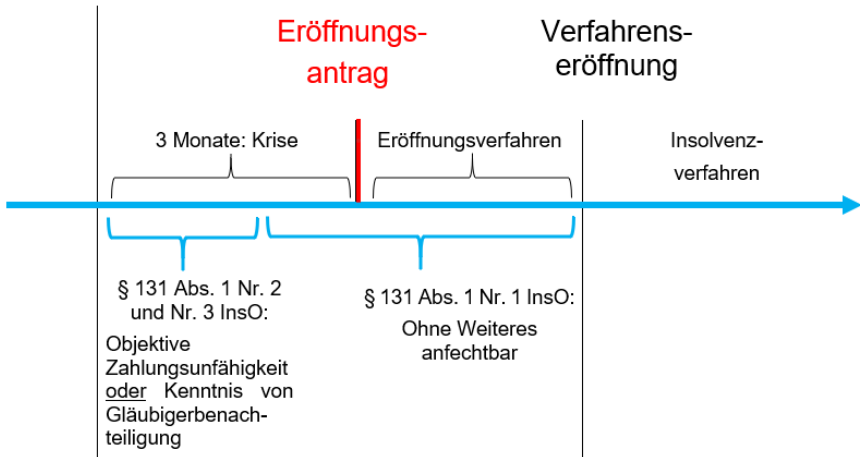 Eröffnungs-
antrag
Verfahrens-
eröffnung
3 Monate: Krise
Eröffnungsverfahren
Insolvenz-
verfahren
§ 131 Abs. 1 Nr. 2
und Nr. 3 InsO:
Objektive
Zahlungsunfähigkeit
oder Kenntnis von
Gläubigerbenach-
teiligung
§ 131 Abs. 1 Nr. 1 InsO:
Ohne Weiteres
anfechtbar